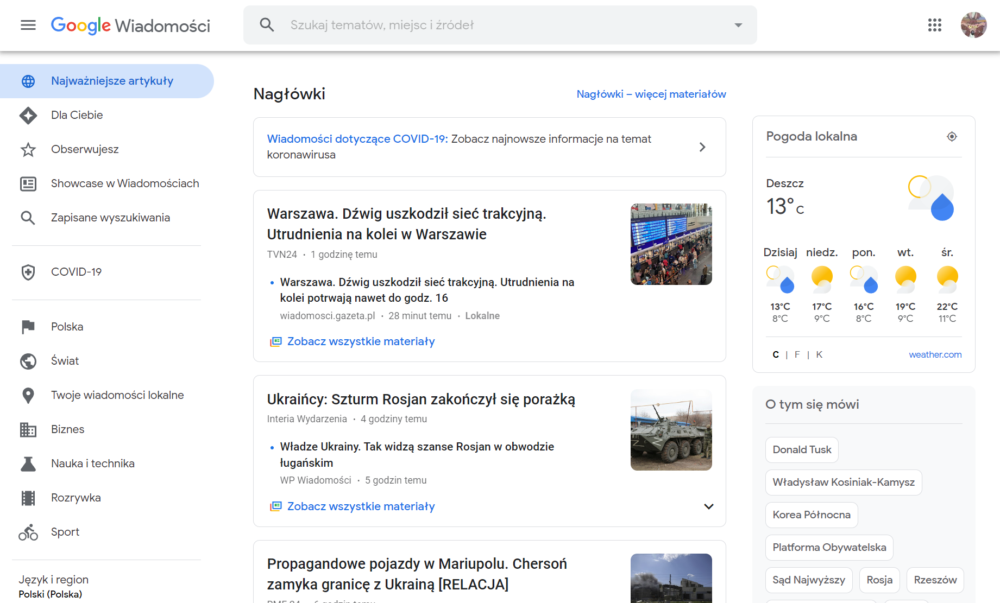 Google Wiadomości
Szukaj tematów, miejsc i źródeł
Najważniejsze artykuły
Dla Ciebie
Obserwujesz
Showcase w Wiadomościach
Zapisane wyszukiwania
COVID-19
Polska
Świat
Twoje wiadomości lokalne
Biznes
Nauka i technika
Rozrywka
Sport
Język i region
Polski (Polska)
Nagłówki
Nagłówki – więcej materiałów
Wiadomości dotyczące COVID-19: Zobacz najnowsze informacje na temat
koronawirusa
Warszawa. Dźwig uszkodził sieć trakcyjną.
Utrudnienia na kolei w Warszawie
TVN24 · 1 godzinę temu
Warszawa. Dźwig uszkodził sieć trakcyjną. Utrudnienia na
kolei potrwają nawet do godz. 16
wiadomosci.gazeta.pl · 28 minut temu · Lokalne
Zobacz wszystkie materiały
Ukraińcy: Szturm Rosjan zakończył się porażką
Interia Wydarzenia · 4 godziny temu
Władze Ukrainy. Tak widzą szanse Rosjan w obwodzie
ługańskim
WP Wiadomości · 5 godzin temu
Zobacz wszystkie materiały
Propagandowe pojazdy w Mariupolu. Chersoń
zamyka granicę z Ukrainą [RELACJA]
Pogoda lokalna
Deszcz
13° C
Dzisiaj niedz. pon. wt. śr.
13°C 17°C 16°C 19°C 22°C
8°C 9°C 8°C 9°C 11°C
C | F | K
weather.com
O tym się mówi
Donald Tusk
Władysław Kosiniak-Kamysz
Korea Północna
Platforma Obywatelska
Sąd Najwyższy Rosja Rzeszów